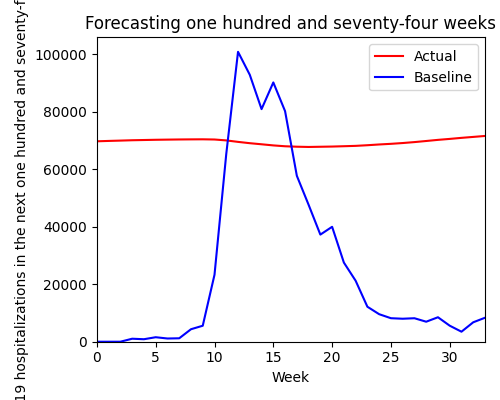 Forecasting one hundred and seventy-four weeks
19 hospitalizations in the next one hundred and seventy-f
100000
80000
60000
40000
20000
0
0 5 10 15 20 25 30
Week
Actual
Baseline